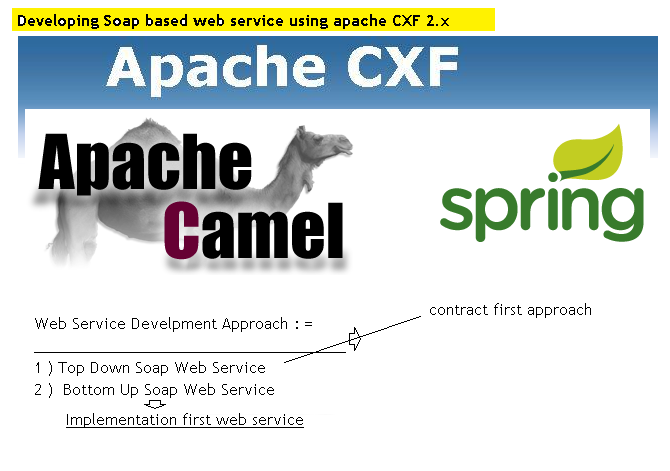 Developing Soap based web service using apache CXF 2.x
Apache CXF
Apache
Camel
spring
contract first approach
Web Service Develpment Approach : =
1 ) Top Down Soap Web Service
2 ) Bottom Up Soap Web Service
Implementation first web service